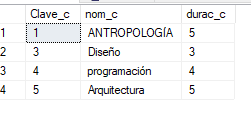 Clave_c nom_c durac_c
1 1 ANTROPOLOGÍA 5
2 3 Diseño 3
3 4 programación 4
4 5 Arquitectura 5